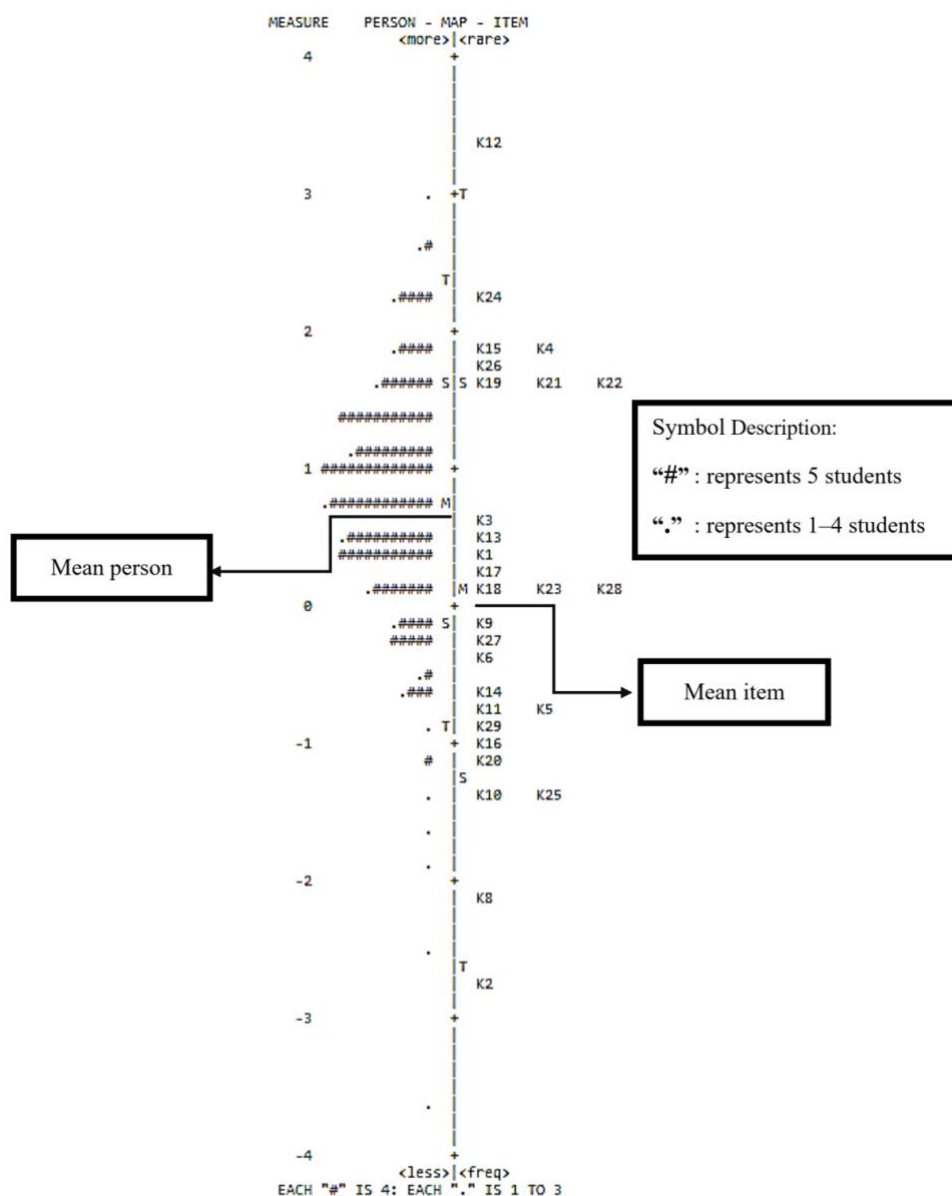 MEASURE PERSON - MAP - ITEM
<more>|<rare>
4 +
| K12
3 . +T
.# |
T|
.#### | K24
2 +
.#### | K15 K4
| K26
.###### S|S K19 K21 K22
########### |
.######### |
1 ############# +
.############ M|
| K3
.########## | K13
########### | K1
| K17
.####### |M K18 K23 K28
0 +
.#### S| K9
##### | K27
| K6
.# |
.### | K14
| K11 K5
. T| K29
-1 + K16
# | K20
|S
. | K10 K25
. |
. |
-2 +
| K8
. |
|T
| K2
-3 +
. |
-4 +
<less>|<freq>
EACH "#" IS 4: EACH "." IS 1 TO 3
Mean person
Mean item
Symbol Description:
“#” : represents 5 students
“.” : represents 1–4 students